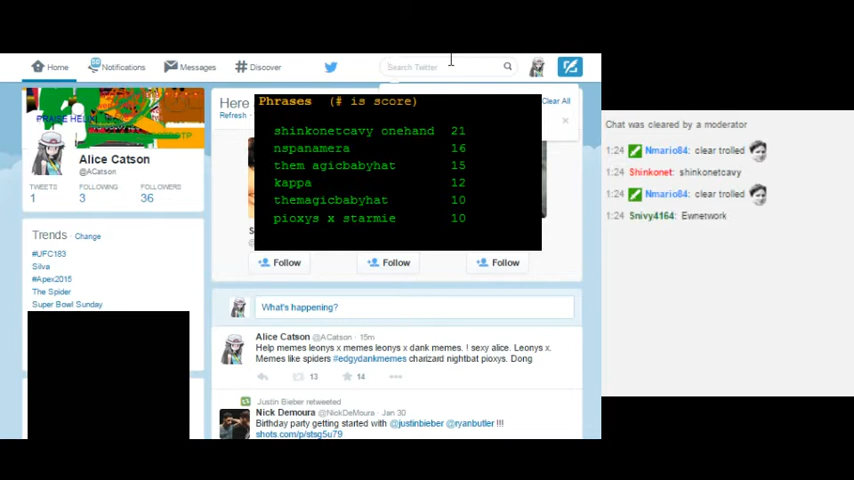 Home Notifications Messages Discover Search Twitter
PRAISE HELIX
Alice Catson
@ACatson
TWEETS FOLLOWING FOLLOWERS
1 3 36
Trends Change
#UFC183
Silva
#Apex2015
The Spider
Super Bowl Sunday
Here
Refresh
Clear All
Phrases (# is score)
shinkonetcavy onehand 21
nspanamera 16
them agicbabyhat 15
kappa 12
themagicbabyhat 10
pioxys x starmie 10
Follow Follow Follow
What's happening?
Alice Catson @ACatson · 15m
Help memes leonys x memes leonys x dank memes. ! sexy alice. Leonys x.
Memes like spiders #edgydankmemes charizard nightbat pioxys. Dong
13 14
Justin Bieber retweeted
Nick Demoura @NickDeMoura · Jan 30
Birthday party getting started with @justinbieber @ryanbutler !!!
shots.com/p/stsg5u79
Chat was cleared by a moderator
1:24 Nmario84: clear trolled
1:24 Shinkonet: shinkonetcavy
1:24 Nmario84: clear trolled
1:24 Snivy4164: Ewnetwork